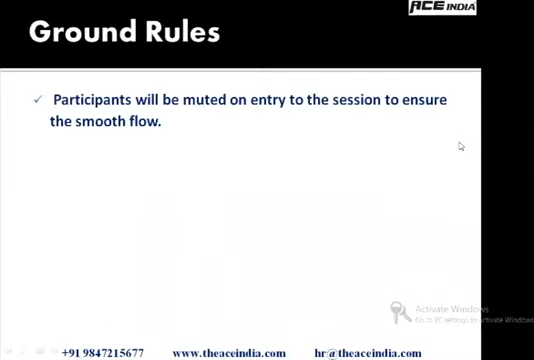 ACE INDIA
Ground Rules
✓ Participants will be muted on entry to the session to ensure
the smooth flow.
Activate Windows
Go to PC settings to Activate Windows
+91 9847215677 www.theaceindia.com hr@theaceindia.com